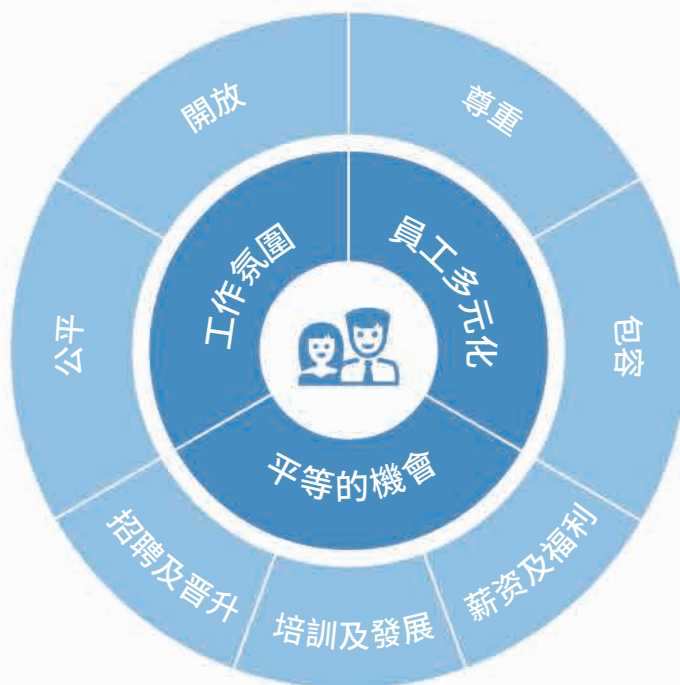 開放
尊重
工作氛圍
員工多元化
公平
包容
平等的機會
招聘及晋升
培訓及發展
薪资及福利